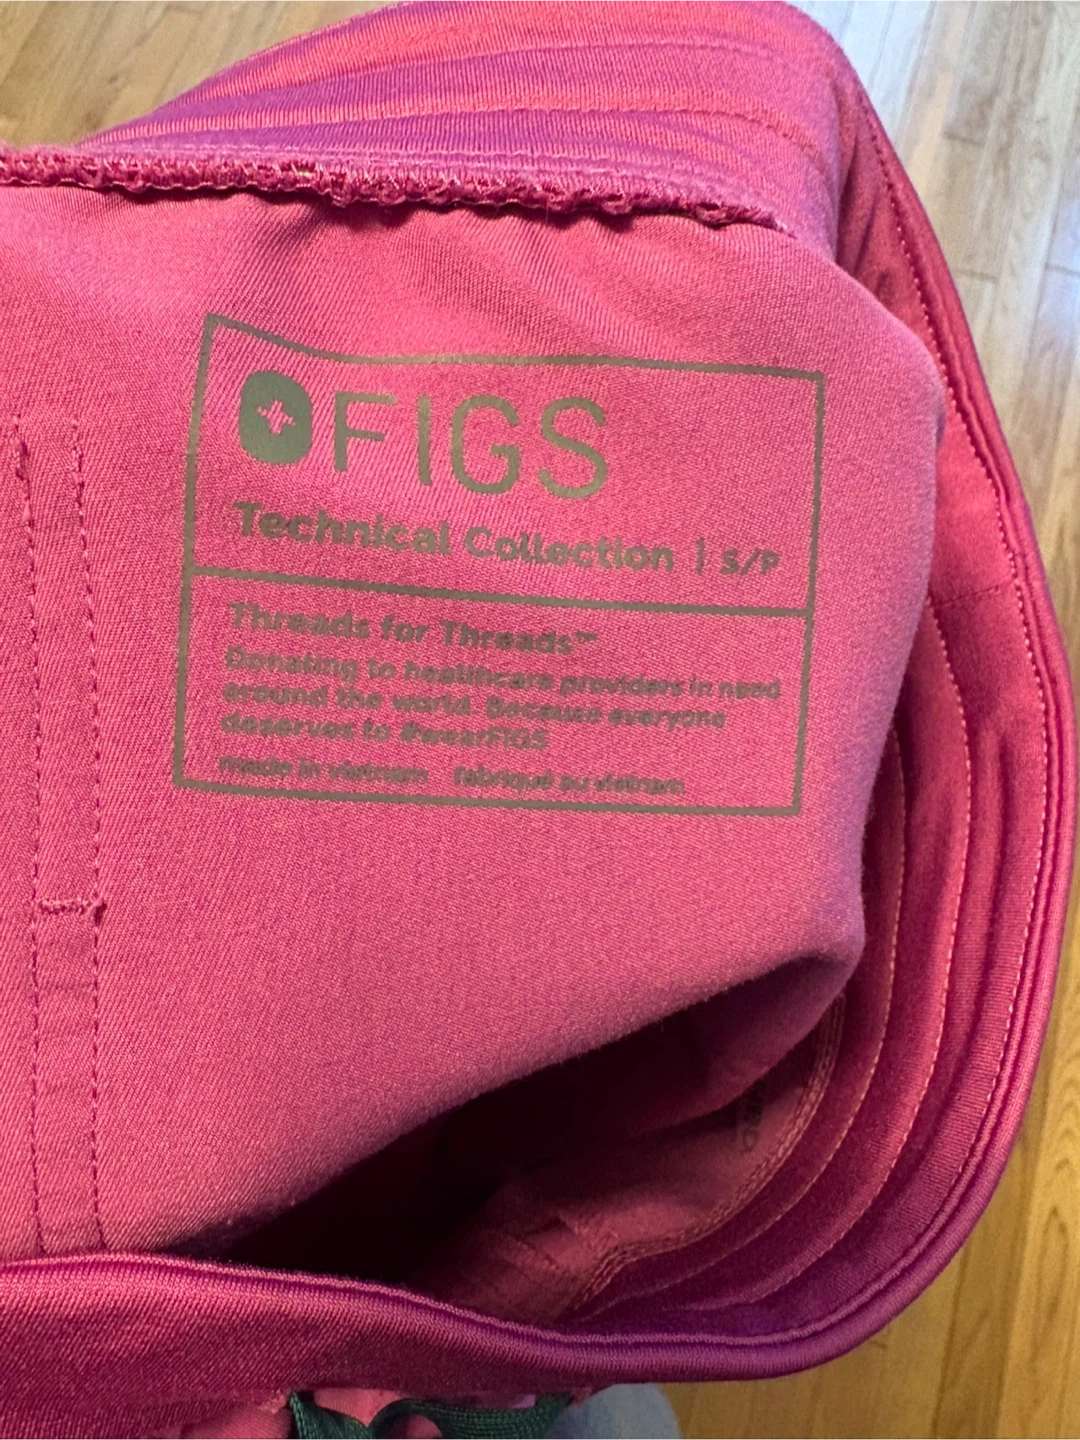 FIGS
Technical Collection | S/P
Threads for Threads™
Donating to healthcare providers in need
around the world. Because everyone
deserves to #wearFIGS
made in vietnam fabriqué au vietnam